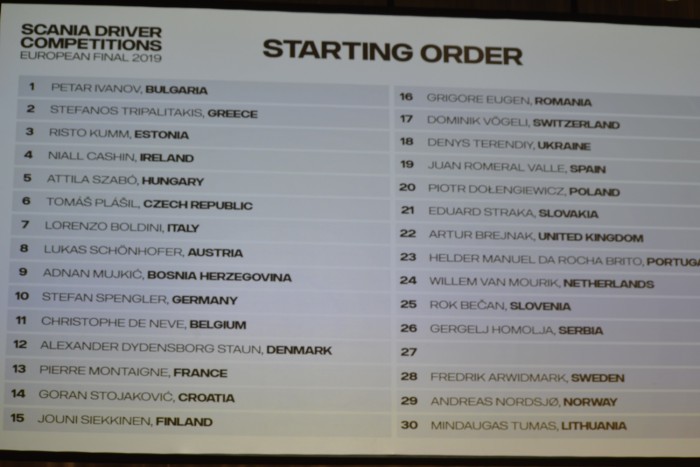 SCANIA DRIVER
COMPETITIONS
EUROPEAN FINAL 2019
STARTING ORDER
1 PETAR IVANOV, BULGARIA
2 STEFANOS TRIPALITAKIS, GREECE
3 RISTO KUMM, ESTONIA
4 NIALL CASHIN, IRELAND
5 ATTILA SZABÓ, HUNGARY
6 TOMÁŠ PLÁŠIL, CZECH REPUBLIC
7 LORENZO BOLDINI, ITALY
8 LUKAS SCHÖNHOFER, AUSTRIA
9 ADNAN MUJKIĆ, BOSNIA HERZEGOVINA
10 STEFAN SPENGLER, GERMANY
11 CHRISTOPHE DE NEVE, BELGIUM
12 ALEXANDER DYDENSBORG STAUN, DENMARK
13 PIERRE MONTAIGNE, FRANCE
14 GORAN STOJAKOVIĆ, CROATIA
15 JOUNI SIEKKINEN, FINLAND
16 GRIGORE EUGEN, ROMANIA
17 DOMINIK VÖGELI, SWITZERLAND
18 DENYS TERENDIY, UKRAINE
19 JUAN ROMERAL VALLE, SPAIN
20 PIOTR DOŁENGIEWICZ, POLAND
21 EDUARD STRAKA, SLOVAKIA
22 ARTUR BREJNAK, UNITED KINGDOM
23 HELDER MANUEL DA ROCHA BRITO, PORTUGA
24 WILLEM VAN MOURIK, NETHERLANDS
25 ROK BEČAN, SLOVENIA
26 GERGELJ HOMOLJA, SERBIA
27
28 FREDRIK ARWIDMARK, SWEDEN
29 ANDREAS NORDSJØ, NORWAY
30 MINDAUGAS TUMAS, LITHUANIA